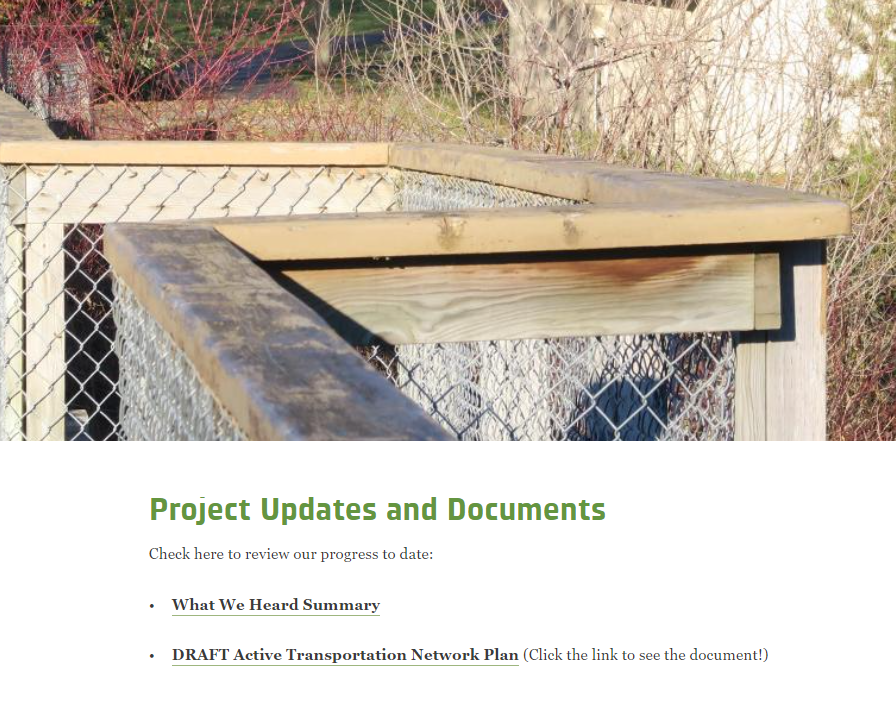 Project Updates and Documents
Check here to review our progress to date:
• What We Heard Summary
• DRAFT Active Transportation Network Plan (Click the link to see the document!)